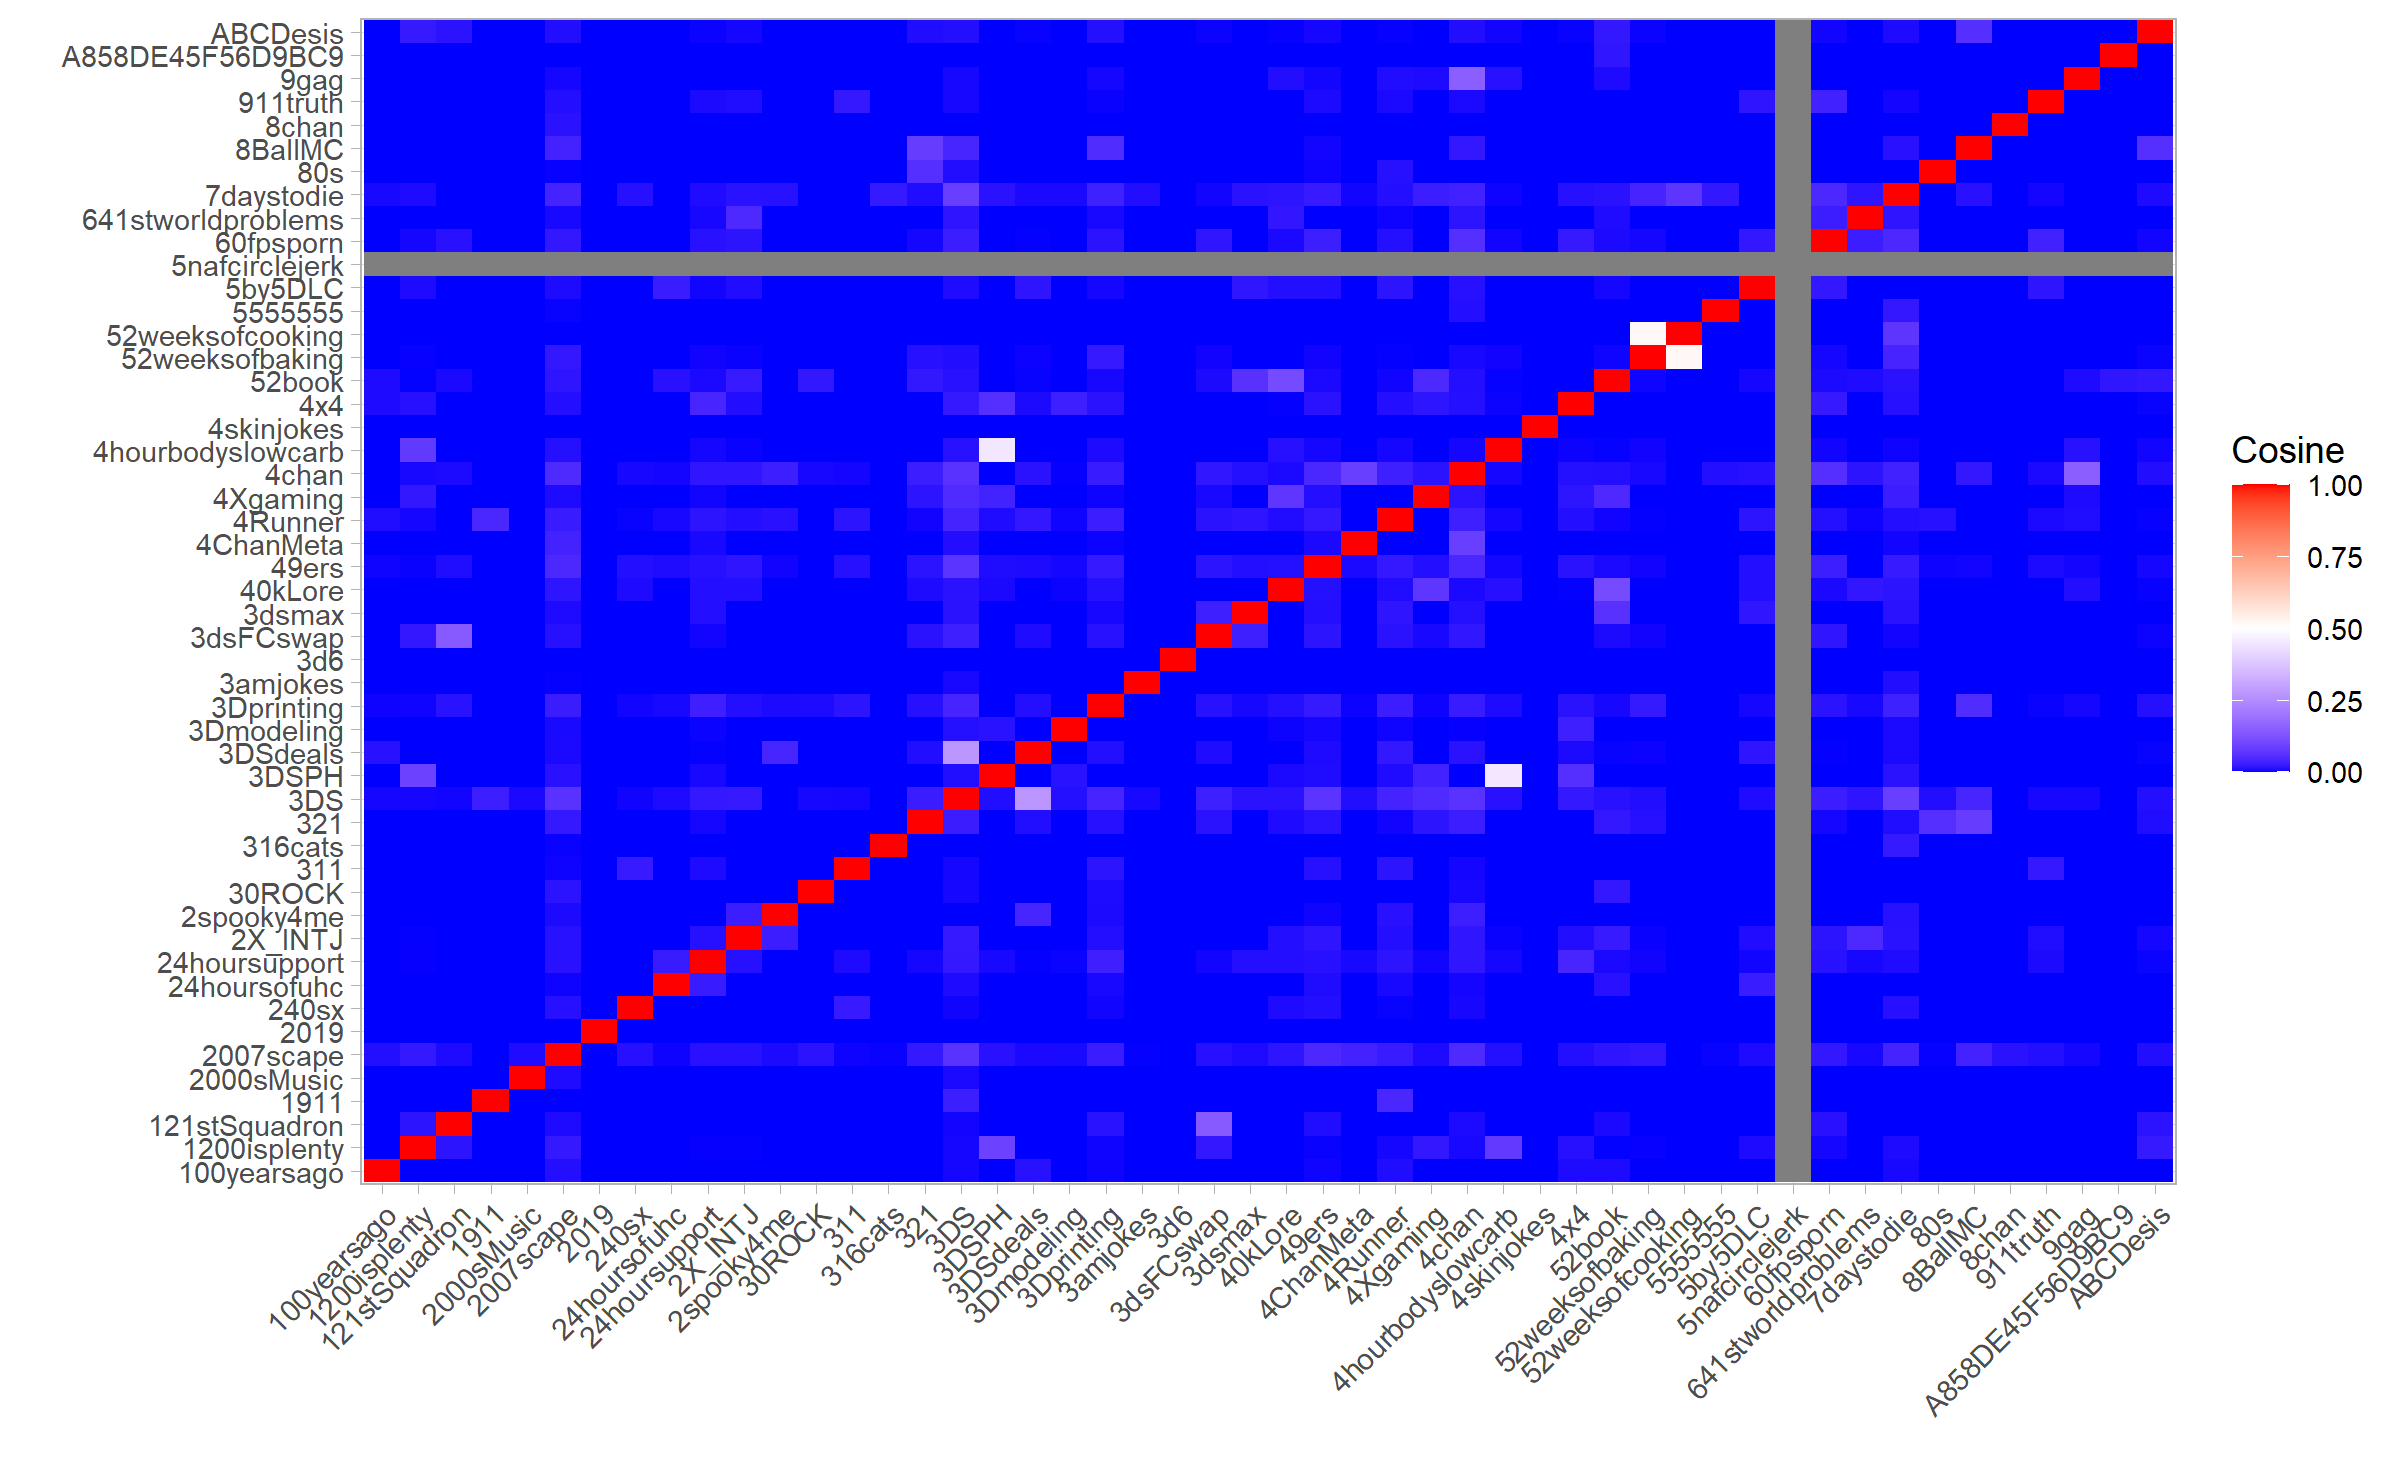 ABCDesis
A858DE45F56D9BC9
9gag
911truth
8chan
8BallMC
80s
7daystodie
641stworldproblems
60fpsporn
5nafcirclejerk
5by5DLC
5555555
52weeksofcooking
52weeksofbaking
52book
4x4
4skinjokes
4hourbodyslowcarb
4chan
4Xgaming
4Runner
4ChanMeta
49ers
40kLore
3dsmax
3dsFCswap
3d6
3amjokes
3Dprinting
3Dmodeling
3DSdeals
3DSPH
3DS
321
316cats
311
30ROCK
2spooky4me
2X_INTJ
24hoursupport
24hoursofuhc
240sx
2019
2007scape
2000sMusic
1911
121stSquadron
1200isplenty
100yearsago
100yearsago
1200isplenty
121stSquadron
1911
2000sMusic
2007scape
2019
240sx
24hoursofuhc
24hoursupport
2X_INTJ
2spooky4me
30ROCK
311
316cats
321
3DS
3DSPH
3DSdeals
3Dmodeling
3Dprinting
3amjokes
3d6
3dsFCswap
3dsmax
40kLore
49ers
4ChanMeta
4Runner
4Xgaming
4chan
4hourbodyslowcarb
4skinjokes
4x4
52book
52weeksofbaking
52weeksofcooking
5555555
5by5DLC
5nafcirclejerk
60fpsporn
641stworldproblems
7daystodie
80s
8BallMC
8chan
911truth
9gag
A858DE45F56D9BC9
ABCDesis
Cosine
1.00
0.75
0.50
0.25
0.00